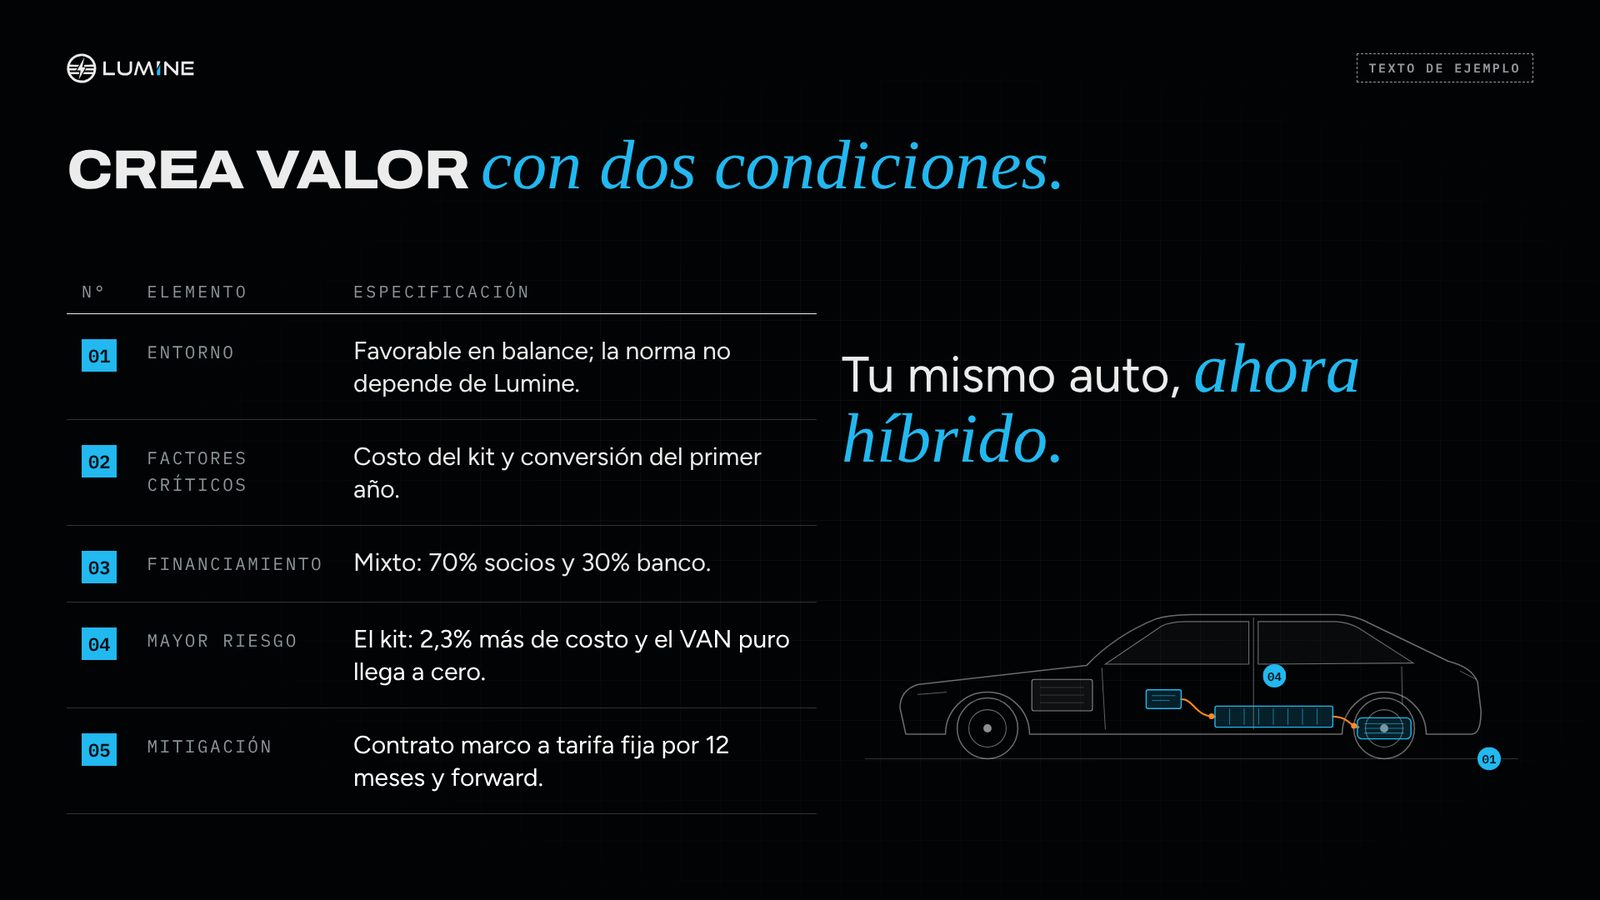 LUMINE
TEXTO DE EJEMPLO
CREA VALOR con dos condiciones.
N° ELEMENTO ESPECIFICACIÓN
01 ENTORNO Favorable en balance; la norma no
depende de Lumine.
02 FACTORES Costo del kit y conversión del primer
CRÍTICOS año.
03 FINANCIAMIENTO Mixto: 70% socios y 30% banco.
04 MAYOR RIESGO El kit: 2,3% más de costo y el VAN puro
llega a cero.
05 MITIGACIÓN Contrato marco a tarifa fija por 12
meses y forward.
Tu mismo auto, ahora
híbrido.
04
01